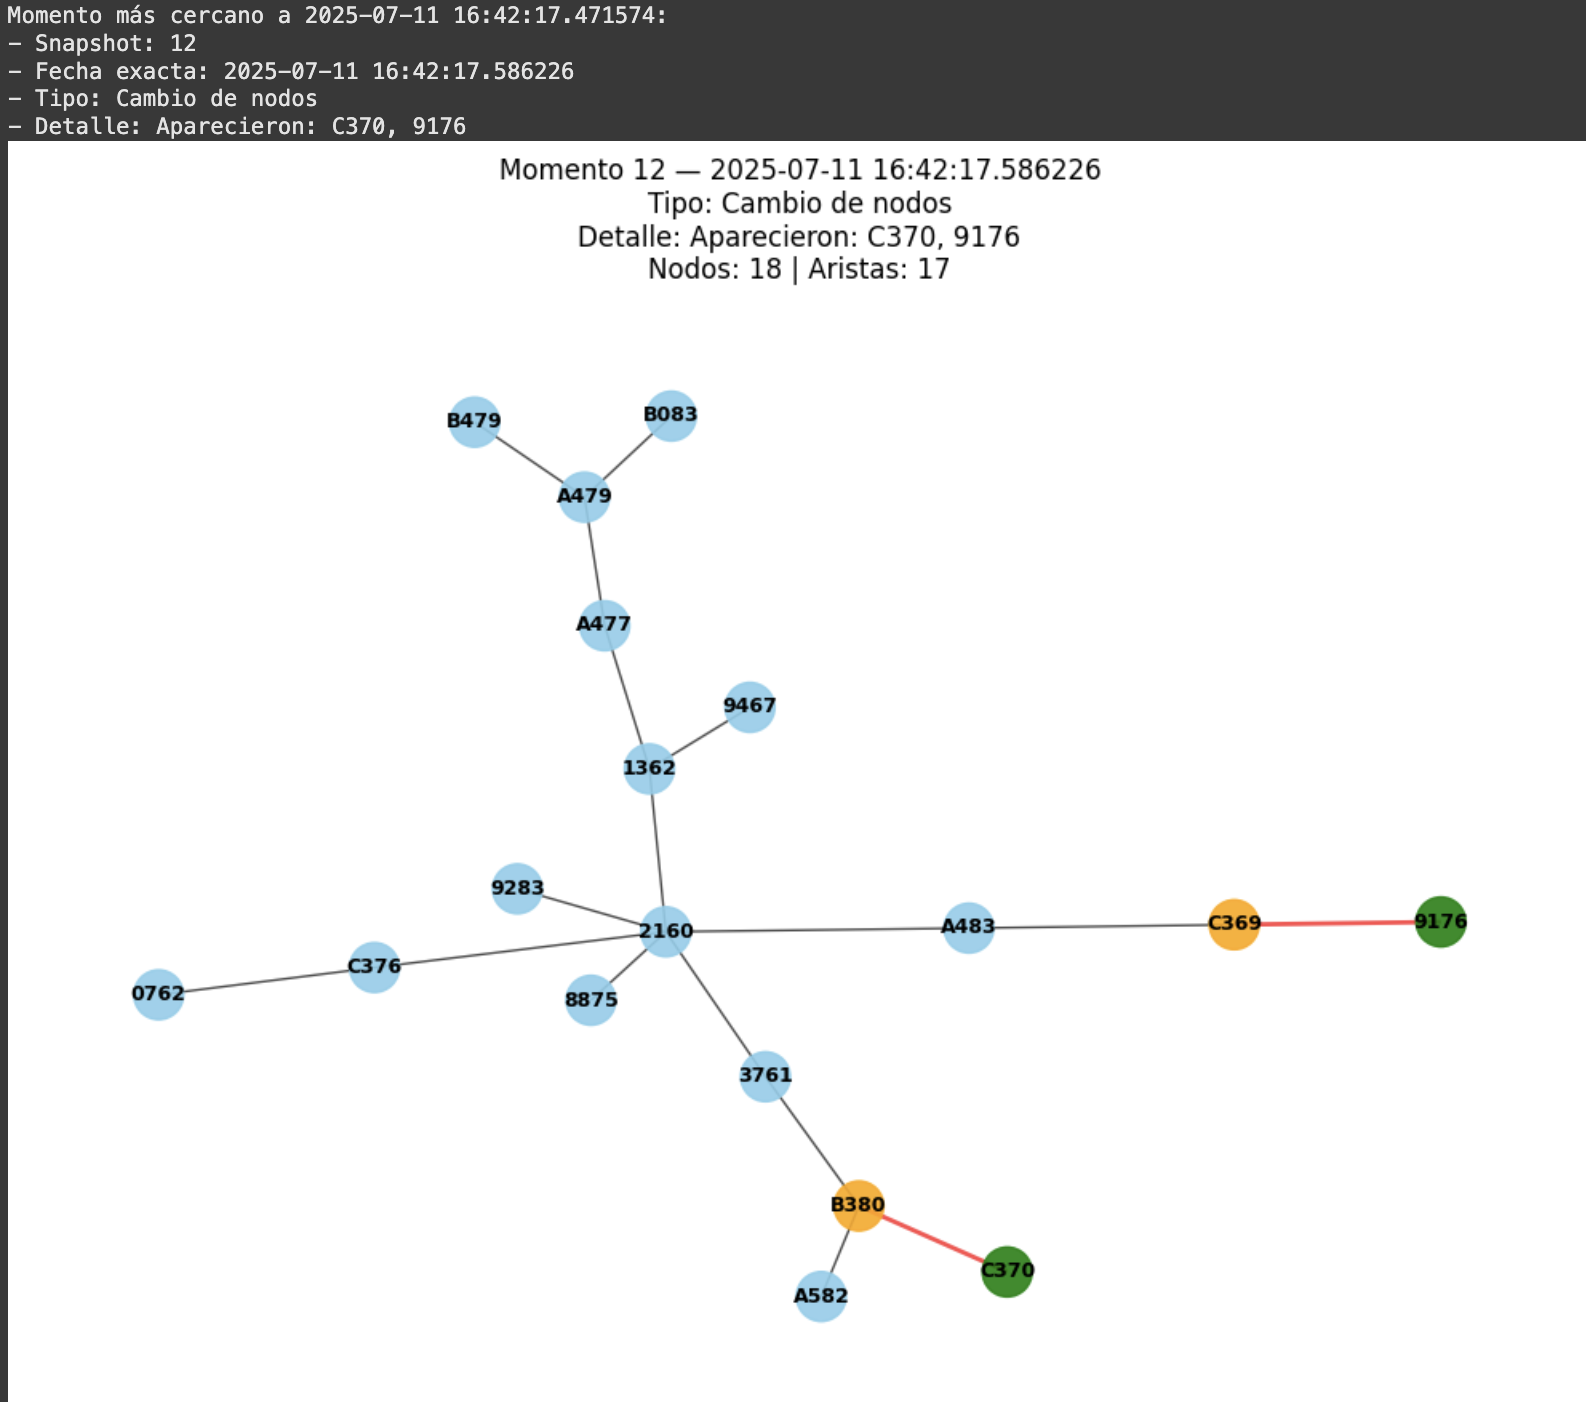 Momento más cercano a 2025-07-11 16:42:17.471574:
- Snapshot: 12
- Fecha exacta: 2025-07-11 16:42:17.586226
- Tipo: Cambio de nodos
- Detalle: Aparecieron: C370, 9176
Momento 12 — 2025-07-11 16:42:17.586226
Tipo: Cambio de nodos
Detalle: Aparecieron: C370, 9176
Nodos: 18 | Aristas: 17
B479
B083
A479
A477
9467
1362
9283
2160
A483
C369
9176
C376
0762
8875
3761
B380
C370
A582